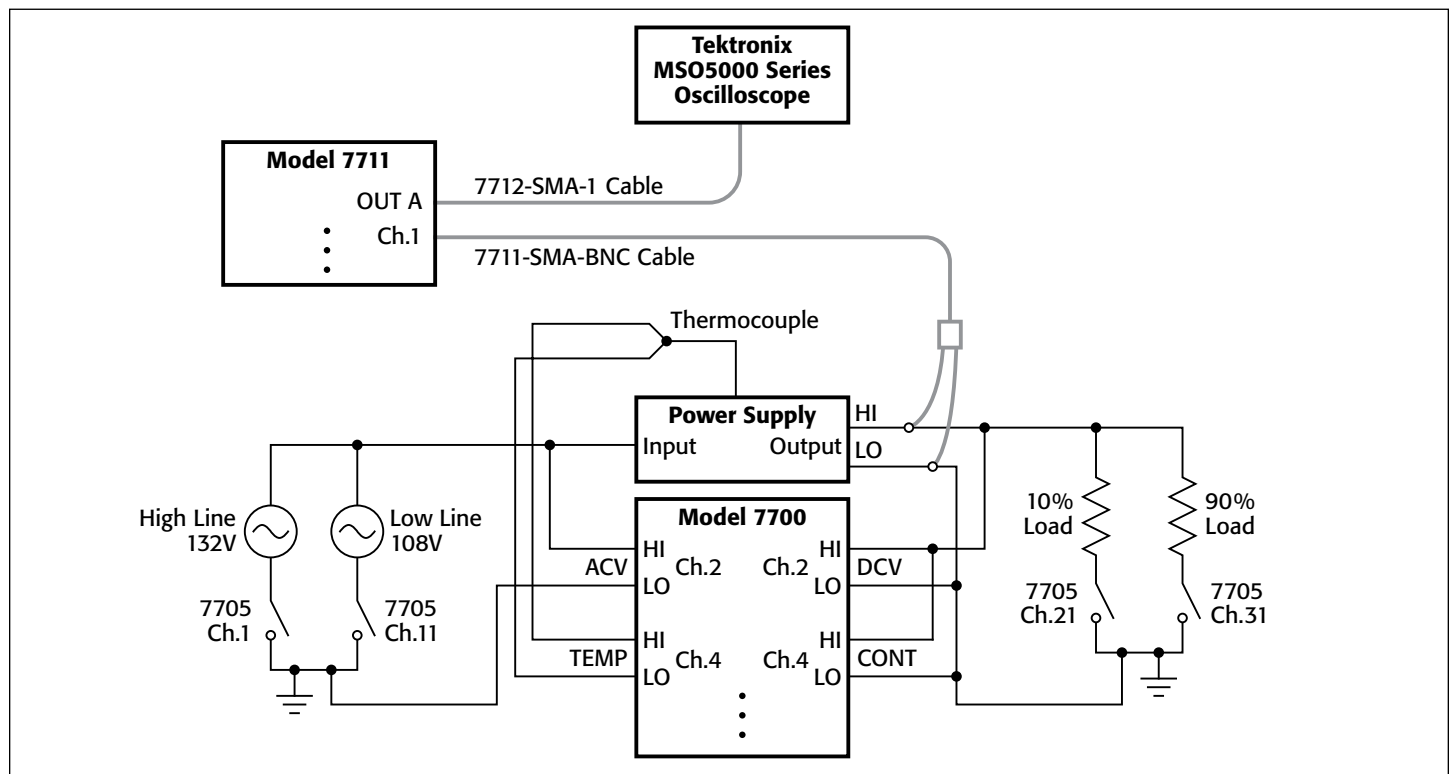 Tektronix
MSO5000 Series
Oscilloscope
Model 7711
OUT A
Ch.1
7712-SMA-1 Cable
7711-SMA-BNC Cable
Thermocouple
Power Supply
Input
Output
HI
LO
High Line
132V
Low Line
108V
7705
Ch.1
7705
Ch.11
Model 7700
ACV
HI
LO
Ch.2
Ch.2
HI
LO
DCV
TEMP
HI
LO
Ch.4
Ch.4
HI
LO
CONT
10%
Load
90%
Load
7705
Ch.21
7705
Ch.31